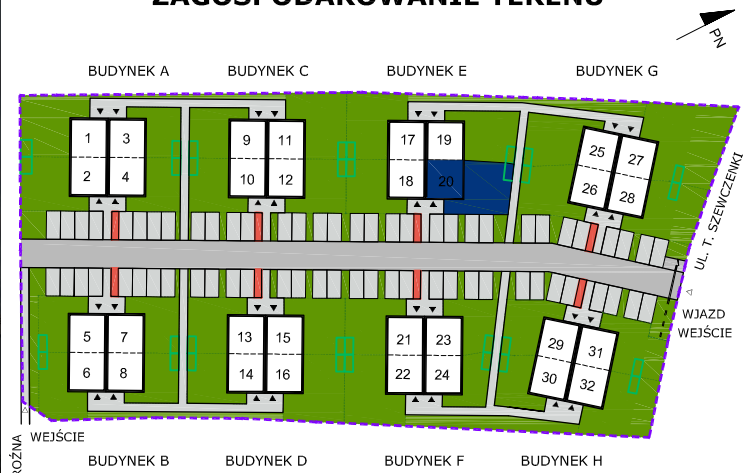 ZAGOSPODAROWANIE TERENU
PN
BUDYNEK A
BUDYNEK C
BUDYNEK E
BUDYNEK G
1 3
2 4
9 11
10 12
17 19
18 20
25 27
26 28
UL. T. SZEWCZENKI
WJAZD
WEJŚCIE
5 7
6 8
13 15
14 16
21 23
22 24
29 31
30 32
WEJŚCIE
BUDYNEK B
BUDYNEK D
BUDYNEK F
BUDYNEK H